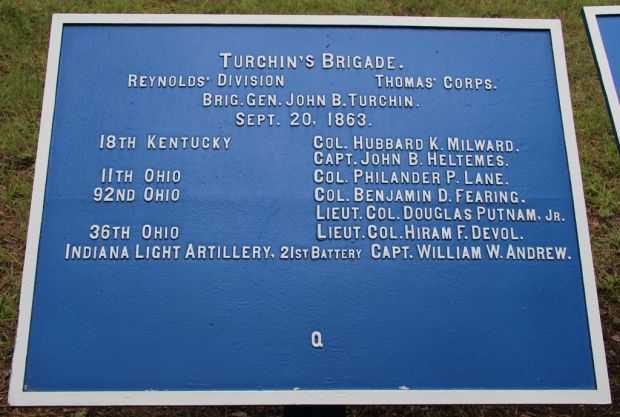 TURCHIN'S BRIGADE.
REYNOLDS' DIVISION THOMAS' CORPS.
BRIG. GEN. JOHN B. TURCHIN.
SEPT. 20, 1863.
18TH KENTUCKY COL. HUBBARD K. MILWARD.
CAPT. JOHN B. HELTEMES.
11TH OHIO COL. PHILANDER P. LANE.
92ND OHIO COL. BENJAMIN D. FEARING.
LIEUT. COL. DOUGLAS PUTNAM, JR.
36TH OHIO LIEUT. COL. HIRAM F. DEVOL.
INDIANA LIGHT ARTILLERY, 21ST BATTERY CAPT. WILLIAM W. ANDREW.
Q